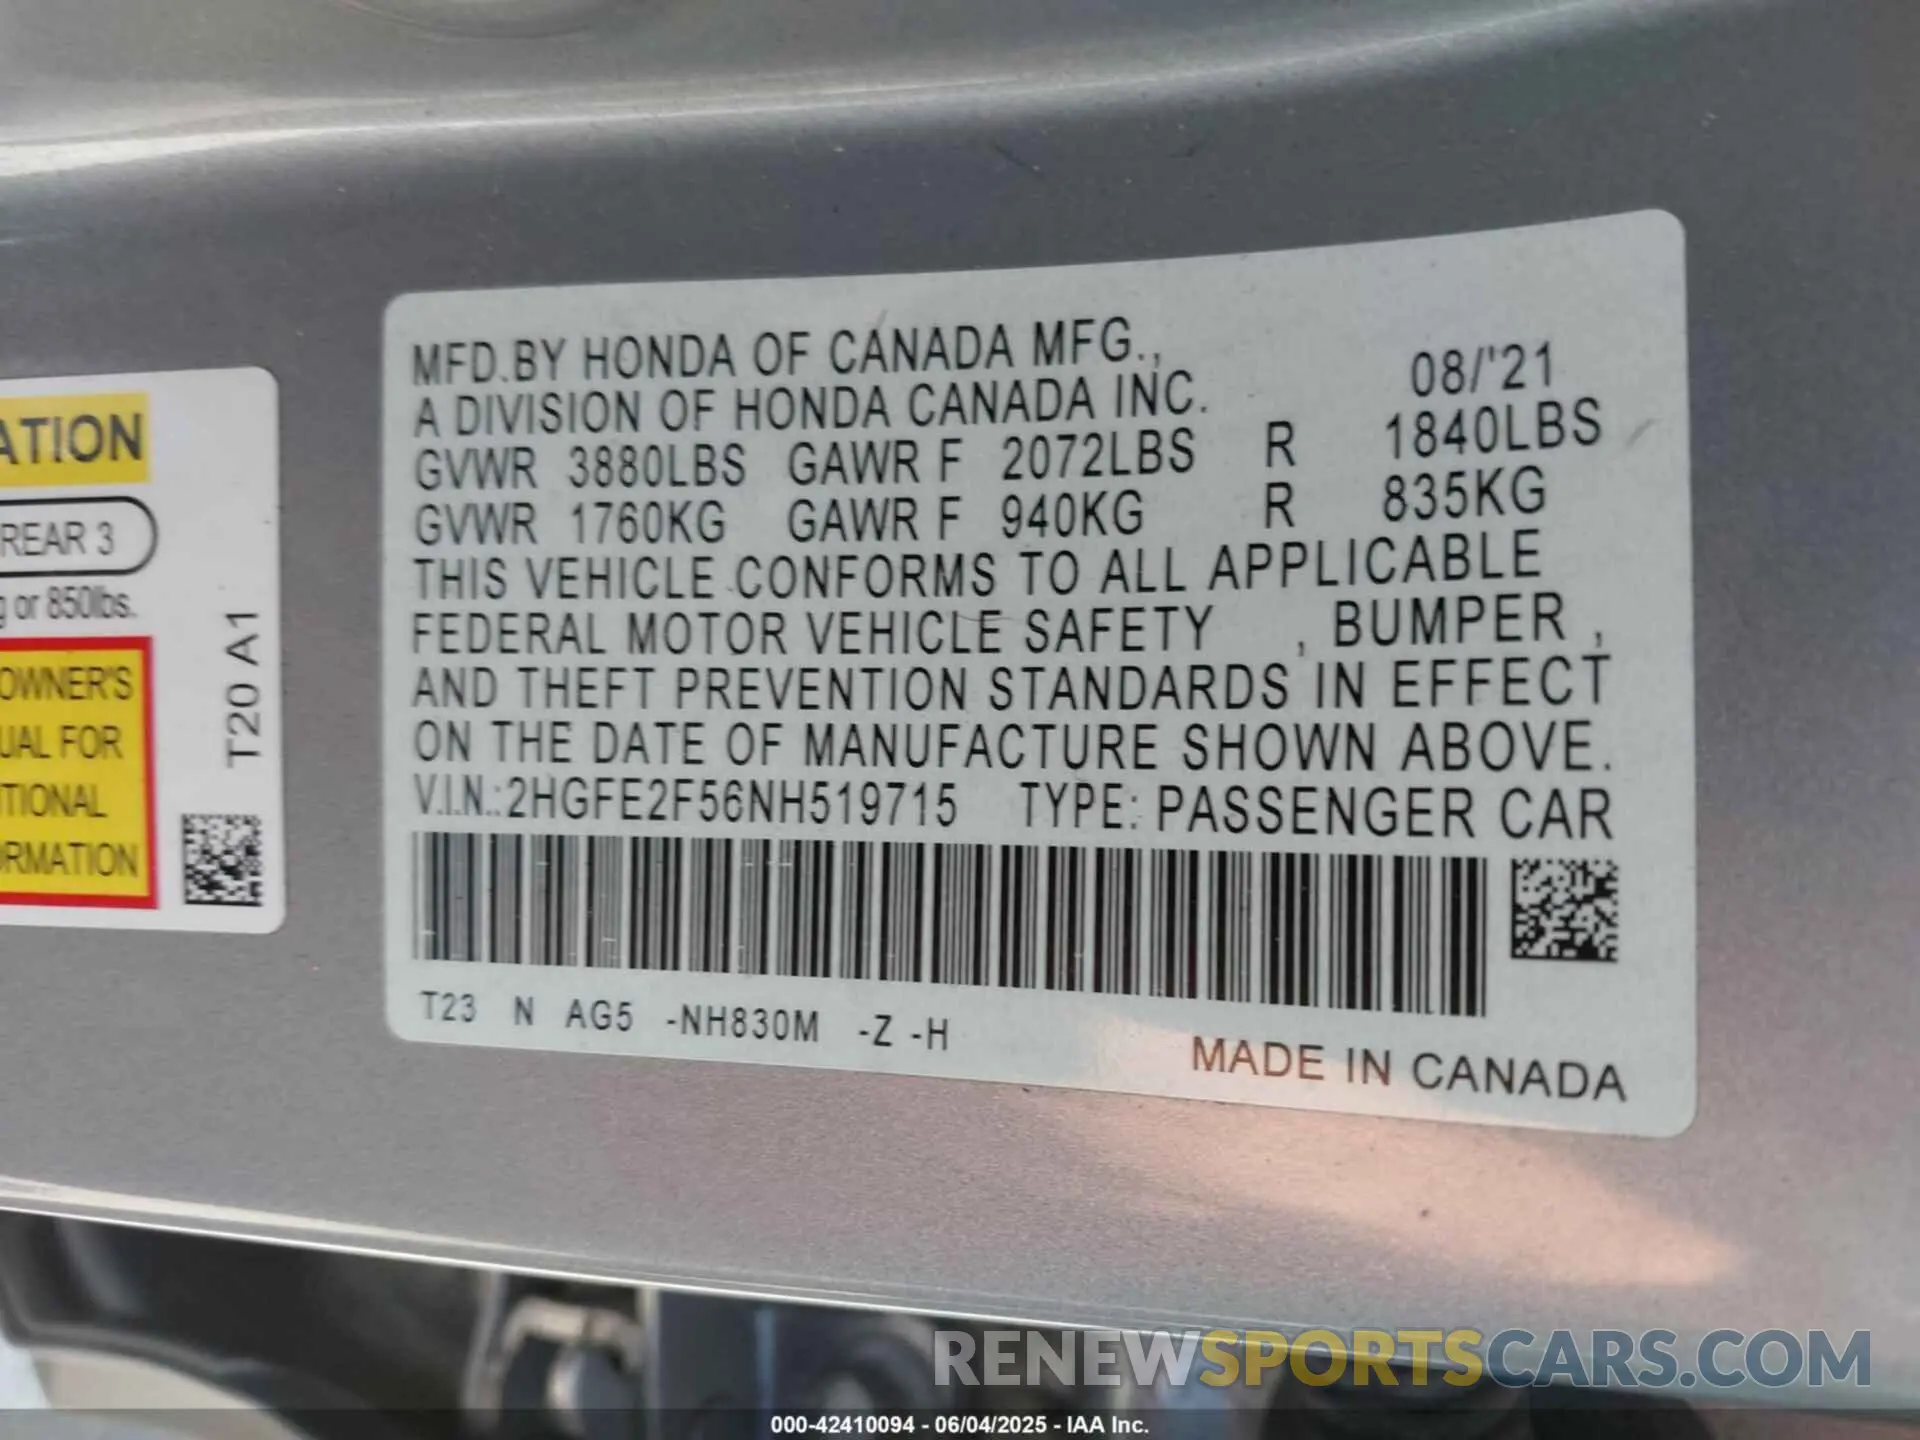 ATION
REAR 3
g or 850lbs.
OWNER'S
UAL FOR
ITIONAL
ORMATION
T20 A1
MFD.BY HONDA OF CANADA MFG.,
A DIVISION OF HONDA CANADA INC. 08/'21
GVWR 3880LBS GAWR F 2072LBS R 1840LBS
GVWR 1760KG GAWR F 940KG R 835KG
THIS VEHICLE CONFORMS TO ALL APPLICABLE
FEDERAL MOTOR VEHICLE SAFETY , BUMPER ,
AND THEFT PREVENTION STANDARDS IN EFFECT
ON THE DATE OF MANUFACTURE SHOWN ABOVE.
V.I.N.:2HGFE2F56NH519715 TYPE: PASSENGER CAR
T23 N AG5 -NH830M -Z -H
MADE IN CANADA
RENEWSPORTSCARS.COM
000-42410094 - 06/04/2025 - IAA Inc.